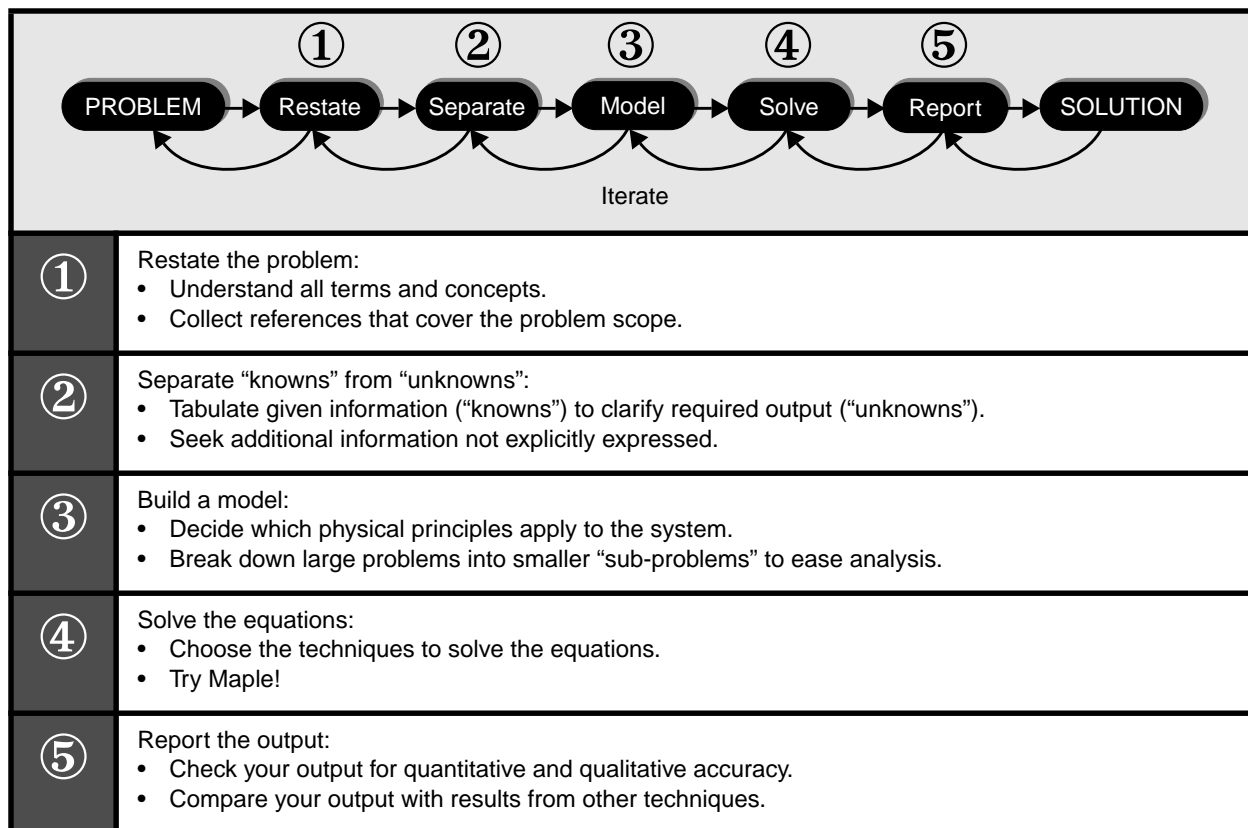 ① ② ③ ④ ⑤
PROBLEM Restate Separate Model Solve Report SOLUTION
Iterate
① Restate the problem:
• Understand all terms and concepts.
• Collect references that cover the problem scope.
② Separate “knowns” from “unknowns”:
• Tabulate given information (“knowns”) to clarify required output (“unknowns”).
• Seek additional information not explicitly expressed.
③ Build a model:
• Decide which physical principles apply to the system.
• Break down large problems into smaller “sub-problems” to ease analysis.
④ Solve the equations:
• Choose the techniques to solve the equations.
• Try Maple!
⑤ Report the output:
• Check your output for quantitative and qualitative accuracy.
• Compare your output with results from other techniques.